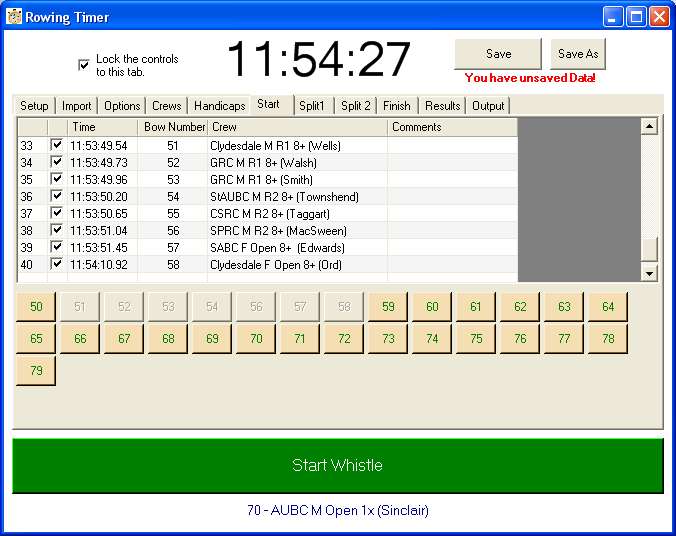 Rowing Timer
Lock the controls
to this tab.
11:54:27
Save
Save As
You have unsaved Data!
Setup Import Options Crews Handicaps Start Split1 Split 2 Finish Results Output
Time Bow Number Crew Comments
33 11:53:49.54 51 Clydesdale M R1 8+ (Wells)
34 11:53:49.73 52 GRC M R1 8+ (Walsh)
35 11:53:49.96 53 GRC M R1 8+ (Smith)
36 11:53:50.20 54 StAUBC M R2 8+ (Townshend)
37 11:53:50.65 55 CSRC M R2 8+ (Taggart)
38 11:53:51.04 56 SPRC M R2 8+ (MacSween)
39 11:53:51.45 57 SABC F Open 8+ (Edwards)
40 11:54:10.92 58 Clydesdale F Open 8+ (Ord)
50 51 52 53 54 56 57 58 59 60 61 62 63 64
65 66 67 68 69 70 71 72 73 74 75 76 77 78
79
Start Whistle
70 - AUBC M Open 1x (Sinclair)